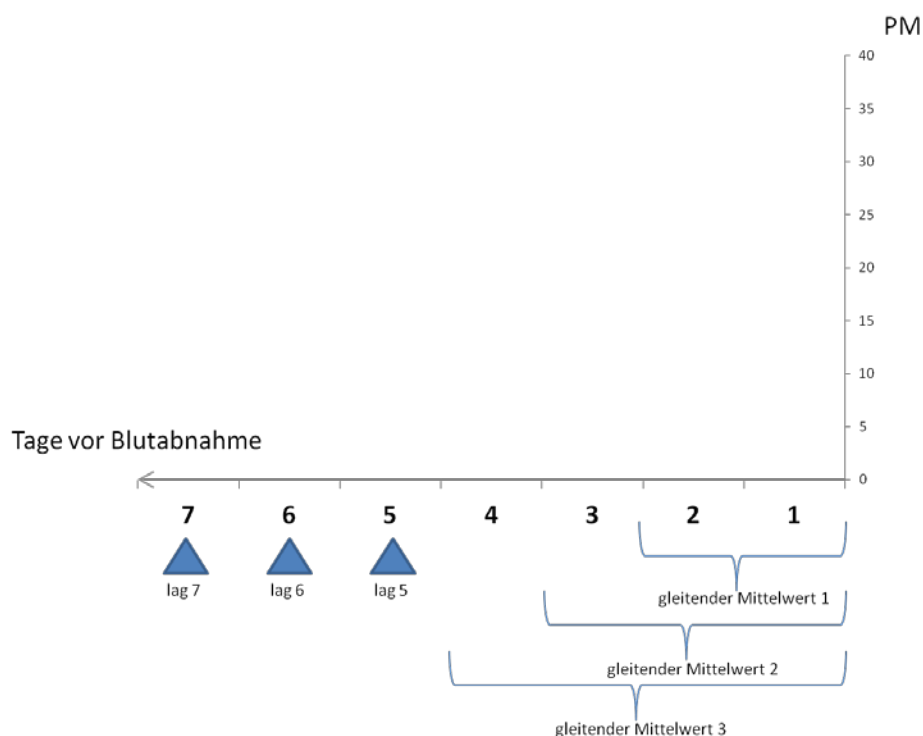 PM
40
35
30
25
20
15
10
5
Tage vor Blutabnahme
0
7 6 5 4 3 2 1
lag 7 lag 6 lag 5
gleitender Mittelwert 1
gleitender Mittelwert 2
gleitender Mittelwert 3